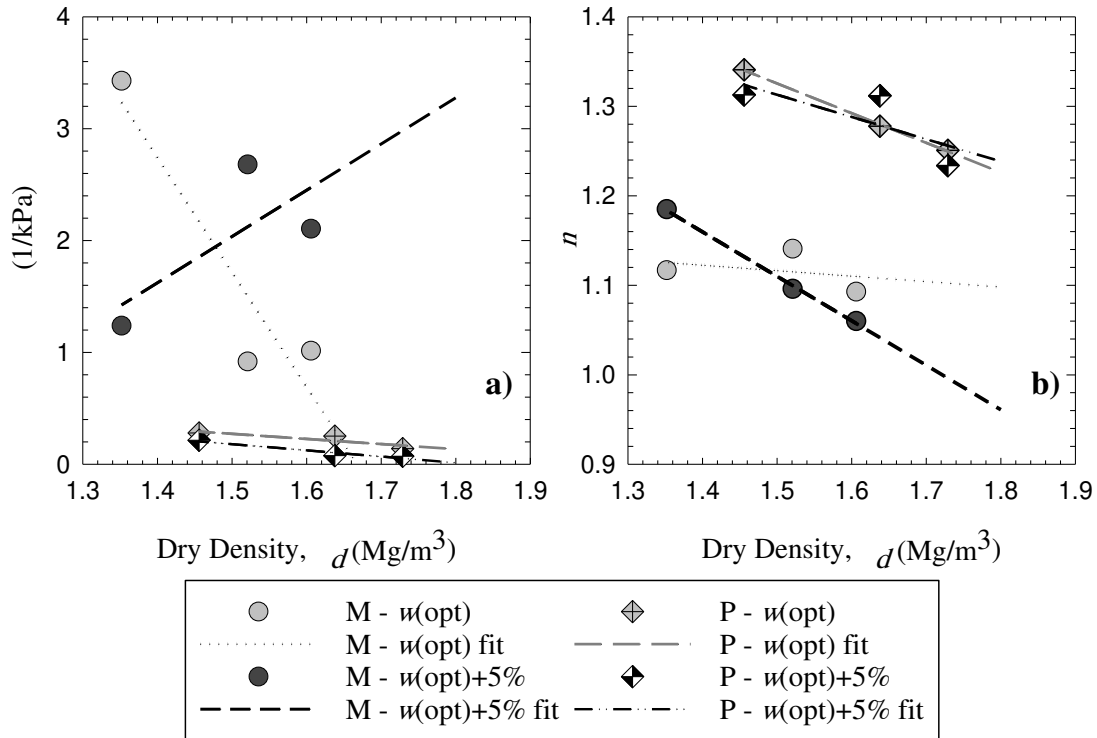 4
3
2
1
0
(1/kPa)
a)
1.3 1.4 1.5 1.6 1.7 1.8 1.9
Dry Density, d (Mg/m³)
1.4
1.3
1.2
1.1
1.0
0.9
n
b)
1.3 1.4 1.5 1.6 1.7 1.8 1.9
Dry Density, d (Mg/m³)
M - w(opt)
M - w(opt) fit
M - w(opt)+5%
M - w(opt)+5% fit
P - w(opt)
P - w(opt) fit
P - w(opt)+5%
P - w(opt)+5% fit